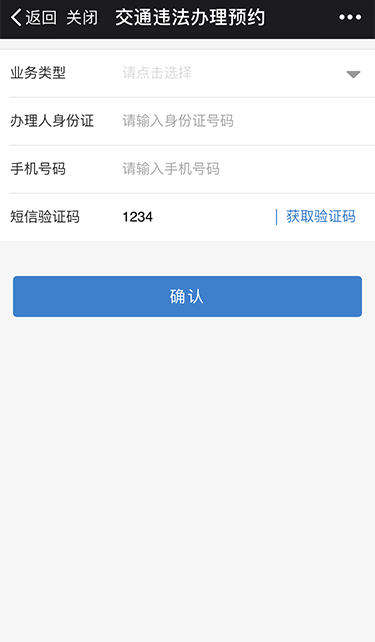 返回 关闭 交通违法办理预约
业务类型 请点击选择
办理人身份证 请输入身份证号码
手机号码 请输入手机号码
短信验证码 1234 获取验证码
确认